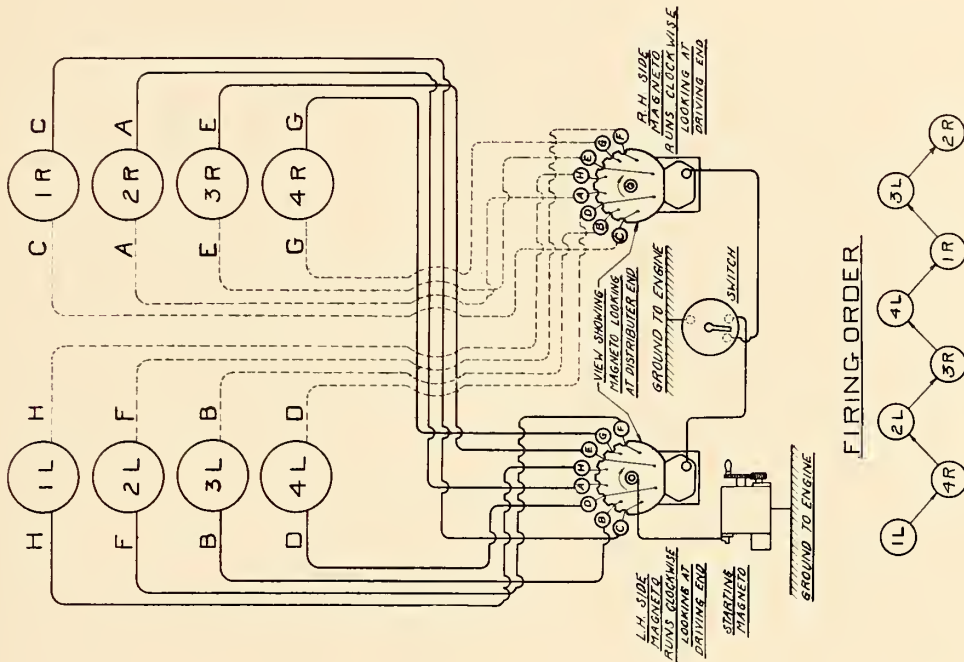 H
F
B
D
1L
2L
3L
4L
H
F
B
D
C
A
E
G
1R
2R
3R
4R
C
A
E
G
L.H. SIDE
MAGNETO
RUNS CLOCKWISE
LOOKING AT
DRIVING END
STARTING
MAGNETO
GROUND TO ENGINE
C
B
D
A
H
E
G
F
VIEW SHOWING
MAGNETO LOOKING
AT DISTRIBUTER END
GROUND TO ENGINE
SWITCH
C
B
D
A
H
E
G
F
R.H. SIDE
MAGNETO
RUNS CLOCKWISE
LOOKING AT
DRIVING END
FIRING ORDER
1L
4R
2L
3R
4L
1R
3L
2R